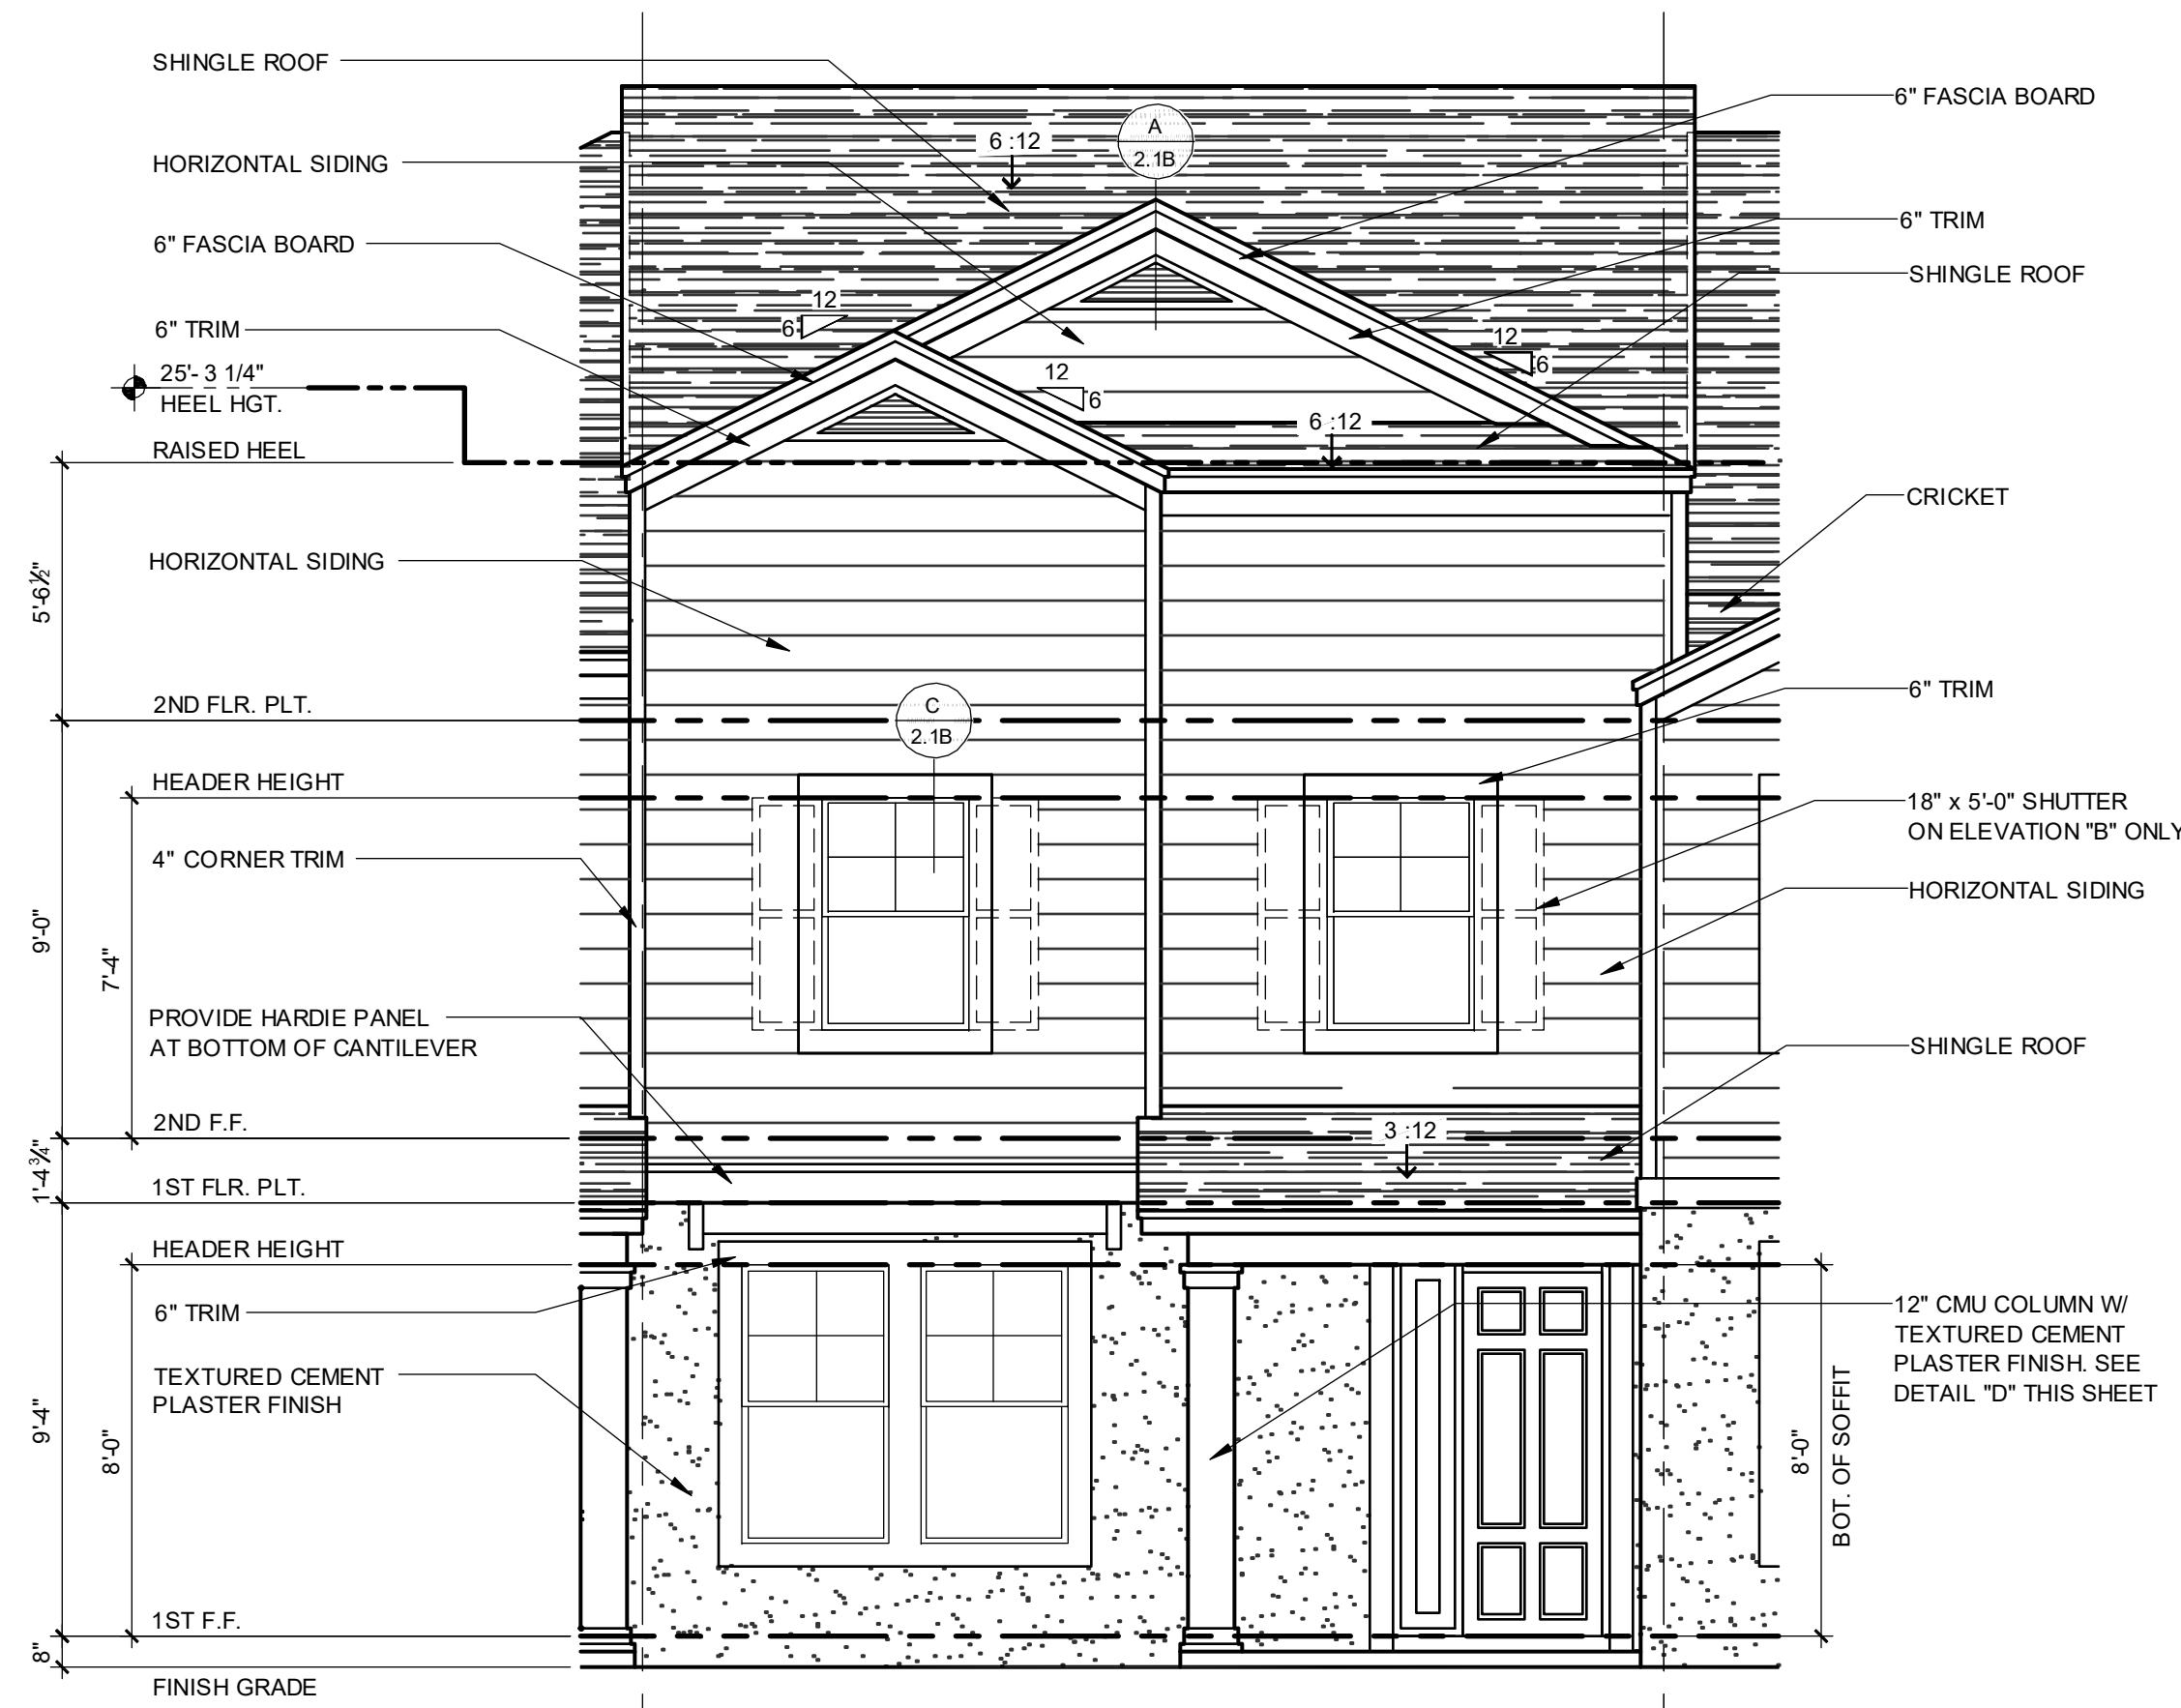 SHINGLE ROOF
HORIZONTAL SIDING
6" FASCIA BOARD
6" TRIM
25'- 3 1/4"
HEEL HGT.
RAISED HEEL
HORIZONTAL SIDING
2ND FLR. PLT.
HEADER HEIGHT
4" CORNER TRIM
PROVIDE HARDIE PANEL
AT BOTTOM OF CANTILEVER
2ND F.F.
1ST FLR. PLT.
HEADER HEIGHT
6" TRIM
TEXTURED CEMENT
PLASTER FINISH
1ST F.F.
FINISH GRADE
5'-6½"
9'-0"
7'-4"
1'-4¾"
9'-4"
8'-0"
8"
6 :12
A
2.1B
12
6
12
6
12
6
6 :12
C
2.1B
3 :12
6" FASCIA BOARD
6" TRIM
SHINGLE ROOF
CRICKET
6" TRIM
18" x 5'-0" SHUTTER
ON ELEVATION "B" ONLY
HORIZONTAL SIDING
SHINGLE ROOF
12" CMU COLUMN W/
TEXTURED CEMENT
PLASTER FINISH. SEE
DETAIL "D" THIS SHEET
8'-0"
BOT. OF SOFFIT